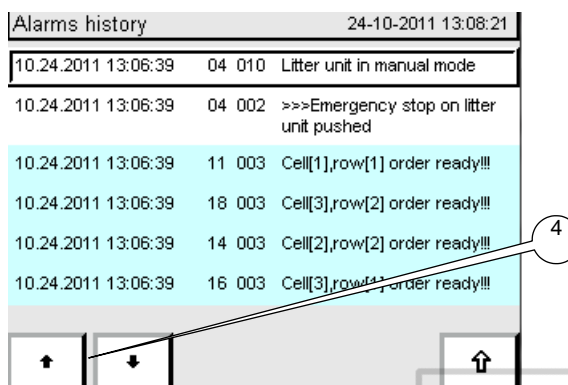 Alarms history 24-10-2011 13:08:21
10.24.2011 13:06:39 04 010 Litter unit in manual mode
10.24.2011 13:06:39 04 002 >>>Emergency stop on litter
unit pushed
10.24.2011 13:06:39 11 003 Cell[1],row[1] order ready!!!
10.24.2011 13:06:39 18 003 Cell[3],row[2] order ready!!!
10.24.2011 13:06:39 14 003 Cell[2],row[2] order ready!!!
4
10.24.2011 13:06:39 16 003 Cell[3],row[1] order ready!!!